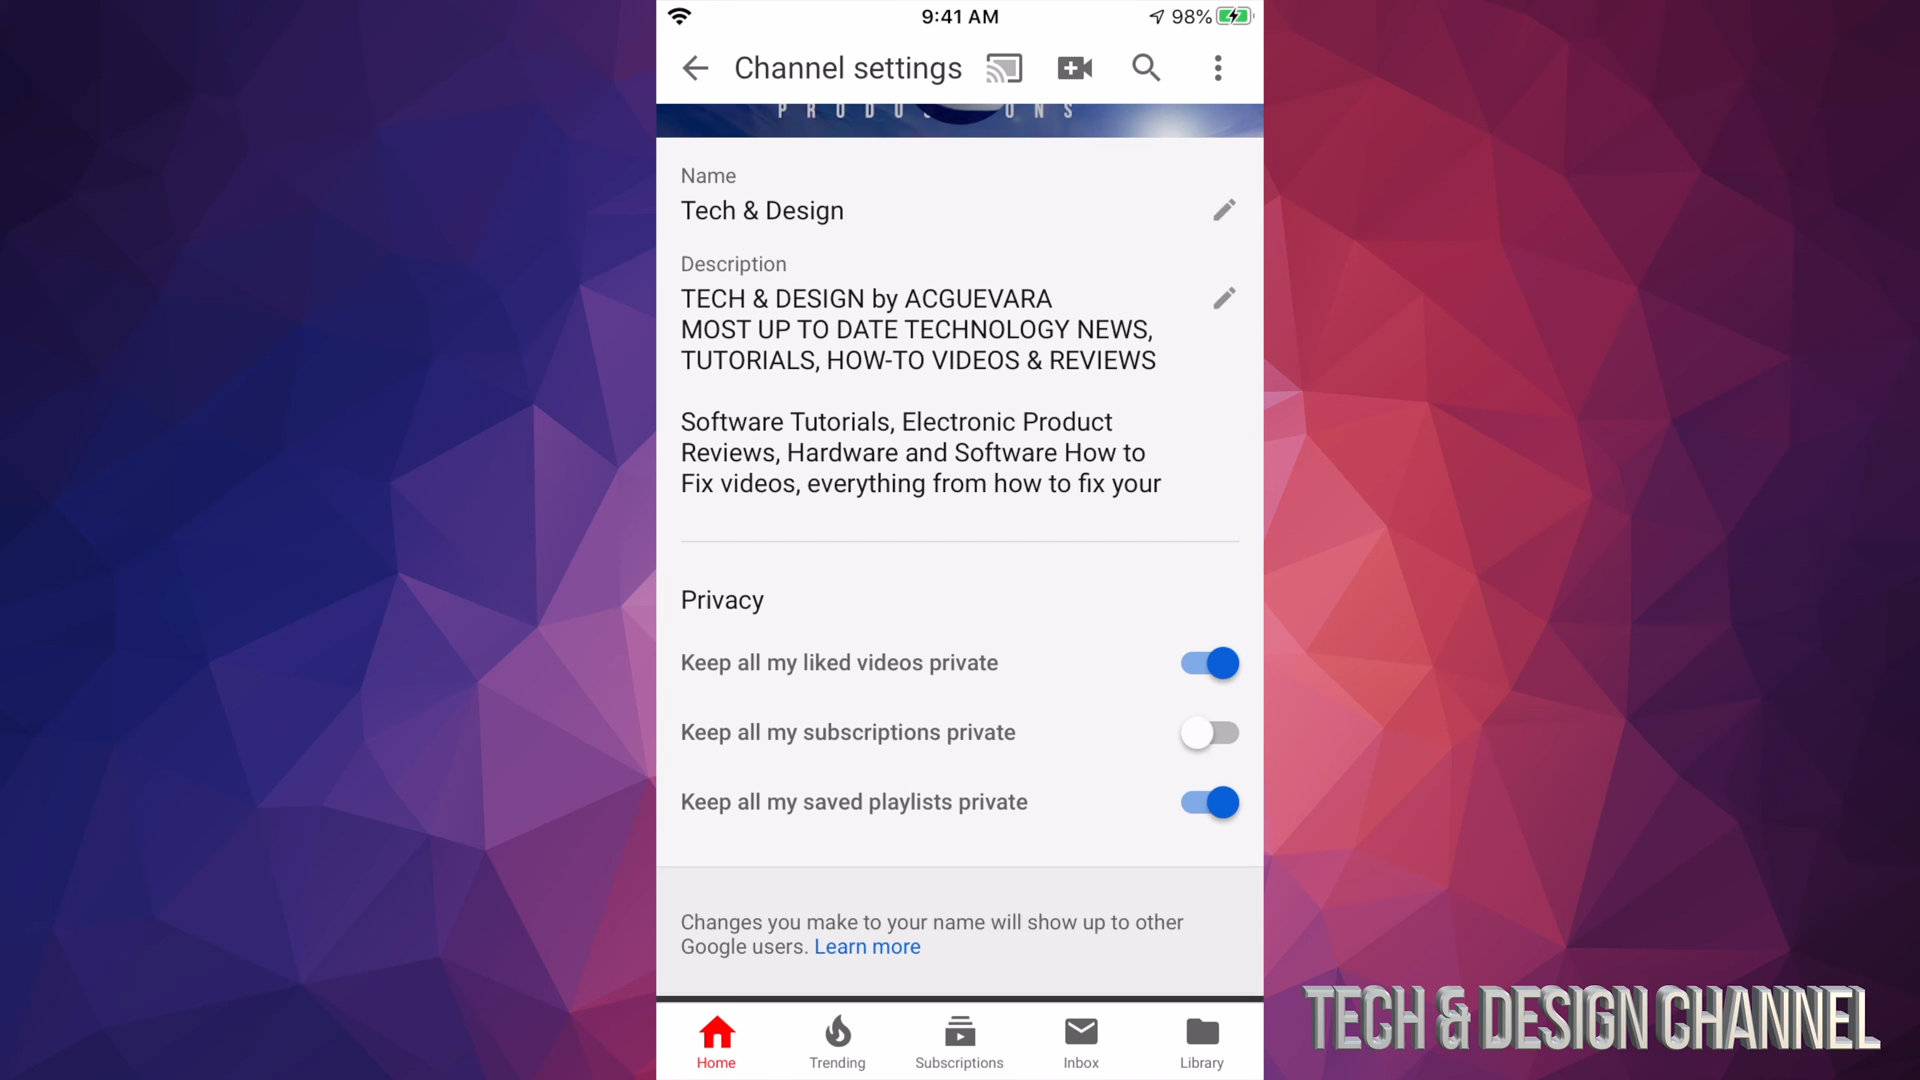 9:41 AM
98%
Channel settings
Name
Tech & Design
Description
TECH & DESIGN by ACGUEVARA
MOST UP TO DATE TECHNOLOGY NEWS,
TUTORIALS, HOW-TO VIDEOS & REVIEWS
Software Tutorials, Electronic Product
Reviews, Hardware and Software How to
Fix videos, everything from how to fix your
Privacy
Keep all my liked videos private
Keep all my subscriptions private
Keep all my saved playlists private
Changes you make to your name will show up to other
Google users. Learn more
Home
Trending
Subscriptions
Inbox
Library
TECH & DESIGN CHANNEL